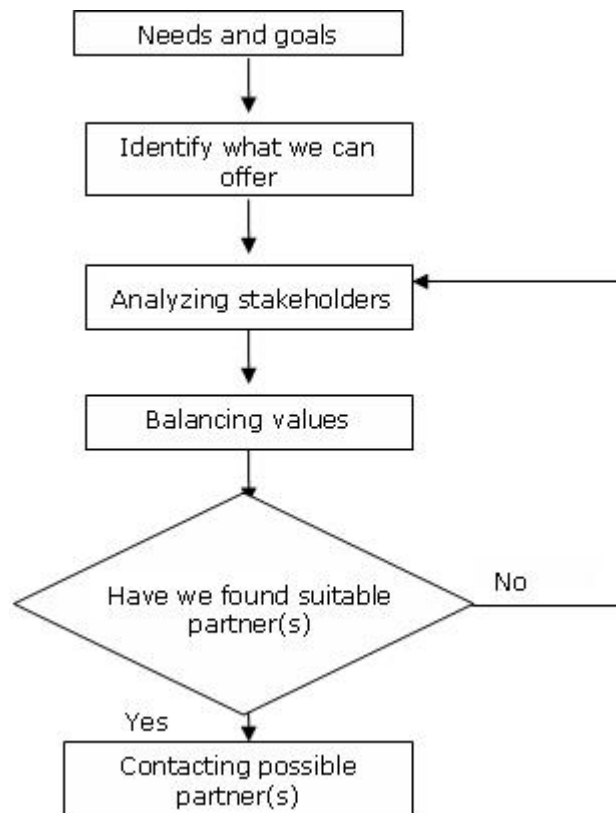 Needs and goals
Identify what we can
offer
Analyzing stakeholders
Balancing values
Have we found suitable
partner(s)
No
Yes
Contacting possible
partner(s)